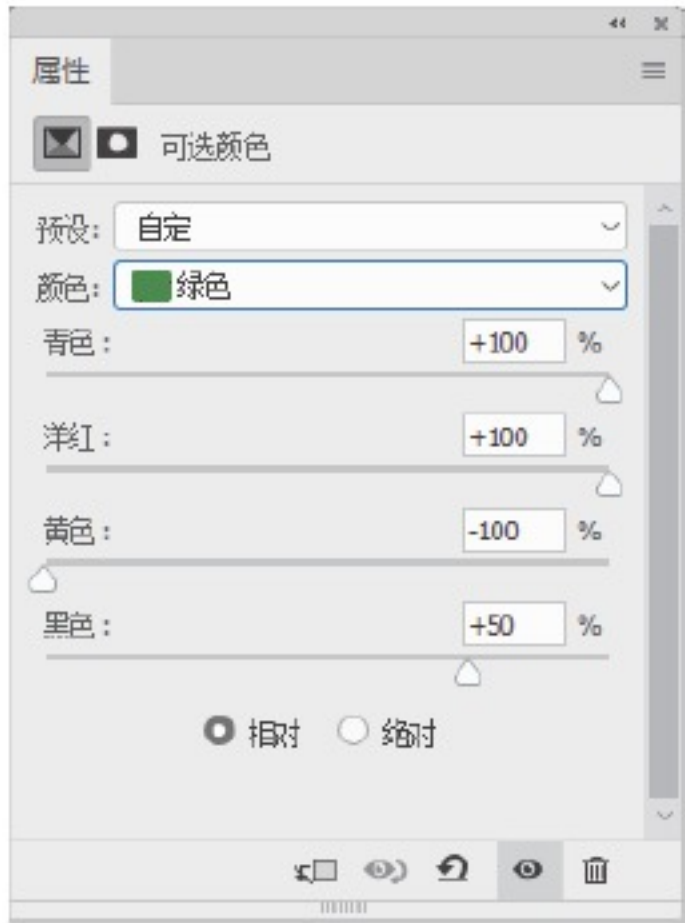 属性
可选颜色
预设: 自定
颜色: 绿色
青色: +100 %
洋红: +100 %
黄色: -100 %
黑色: +50 %
相对 绝对